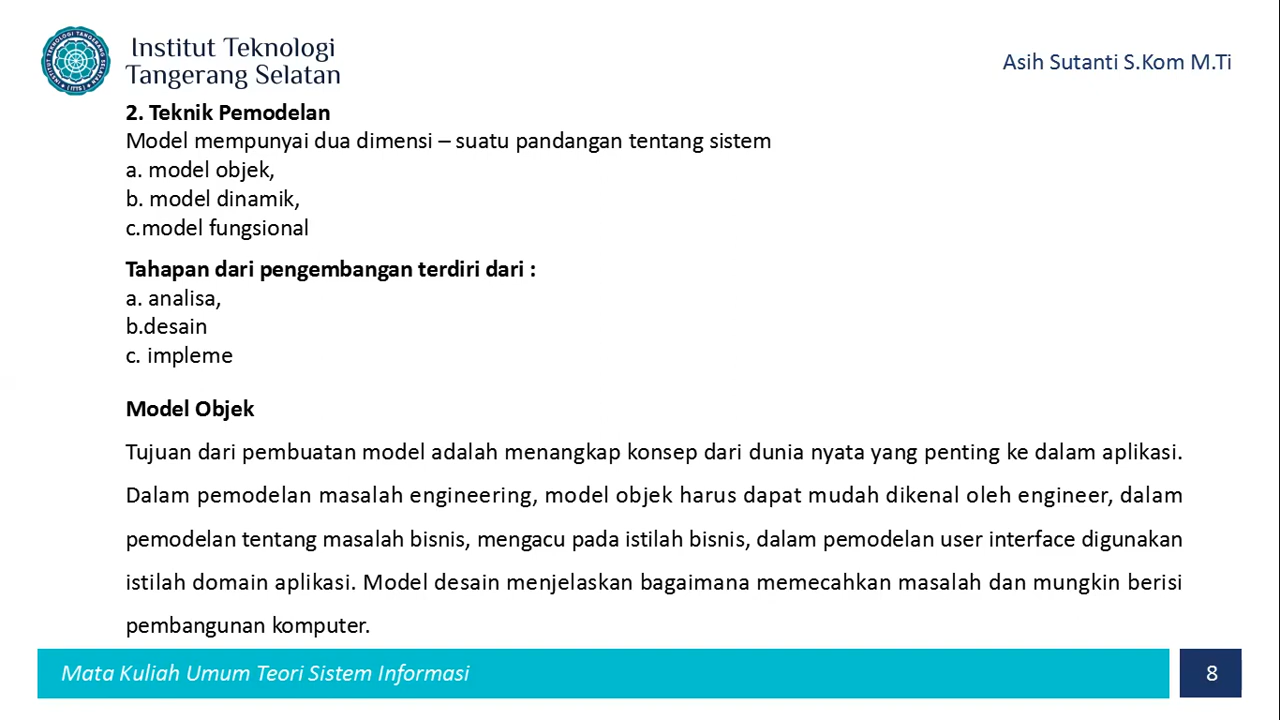 Institut Teknologi
Tangerang Selatan
Asih Sutanti S.Kom M.Ti
2. Teknik Pemodelan
Model mempunyai dua dimensi – suatu pandangan tentang sistem
a. model objek,
b. model dinamik,
c.model fungsional
Tahapan dari pengembangan terdiri dari :
a. analisa,
b.desain
c. impleme
Model Objek
Tujuan dari pembuatan model adalah menangkap konsep dari dunia nyata yang penting ke dalam aplikasi.
Dalam pemodelan masalah engineering, model objek harus dapat mudah dikenal oleh engineer, dalam
pemodelan tentang masalah bisnis, mengacu pada istilah bisnis, dalam pemodelan user interface digunakan
istilah domain aplikasi. Model desain menjelaskan bagaimana memecahkan masalah dan mungkin berisi
pembangunan komputer.
Mata Kuliah Umum Teori Sistem Informasi
8